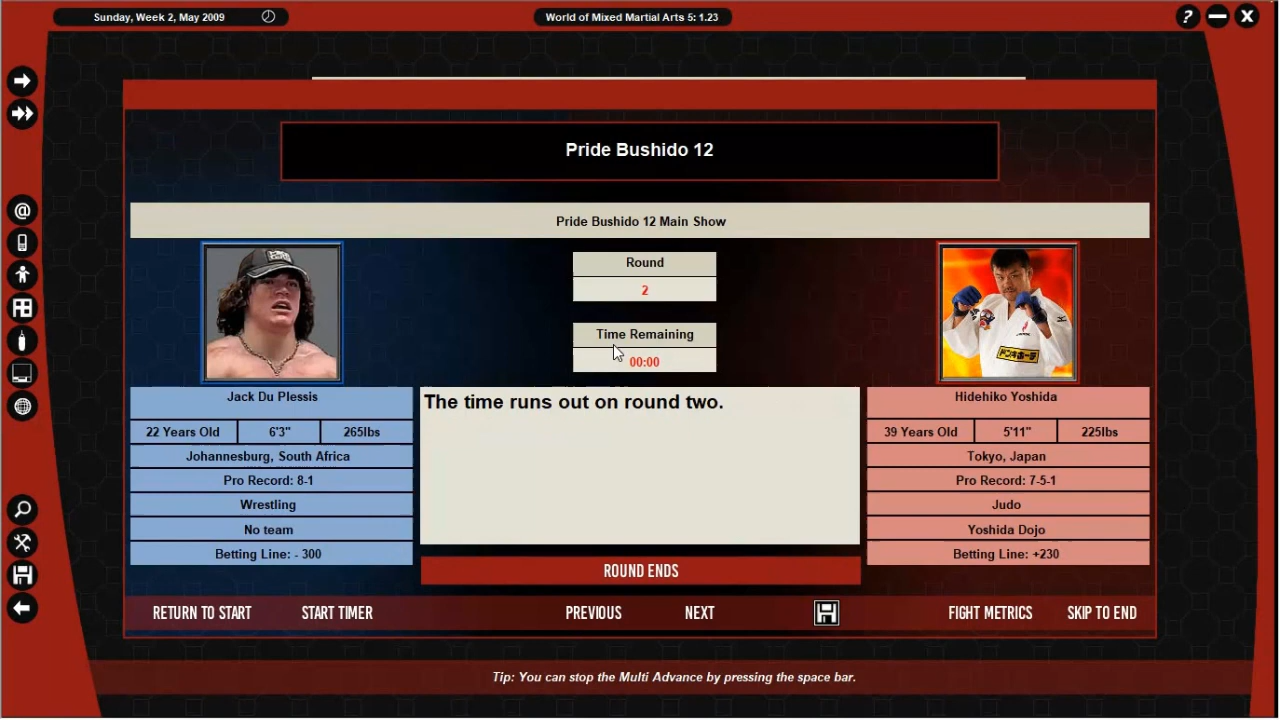 Sunday, Week 2, May 2009
World of Mixed Martial Arts 5: 1.23
?
X
@
Pride Bushido 12
Pride Bushido 12 Main Show
Round
2
Time Remaining
00:00
Jack Du Plessis
22 Years Old 6'3" 265lbs
Johannesburg, South Africa
Pro Record: 8-1
Wrestling
No team
Betting Line: - 300
The time runs out on round two.
ROUND ENDS
Hidehiko Yoshida
39 Years Old 5'11" 225lbs
Tokyo, Japan
Pro Record: 7-5-1
Judo
Yoshida Dojo
Betting Line: +230
RETURN TO START START TIMER PREVIOUS NEXT FIGHT METRICS SKIP TO END
Tip: You can stop the Multi Advance by pressing the space bar.